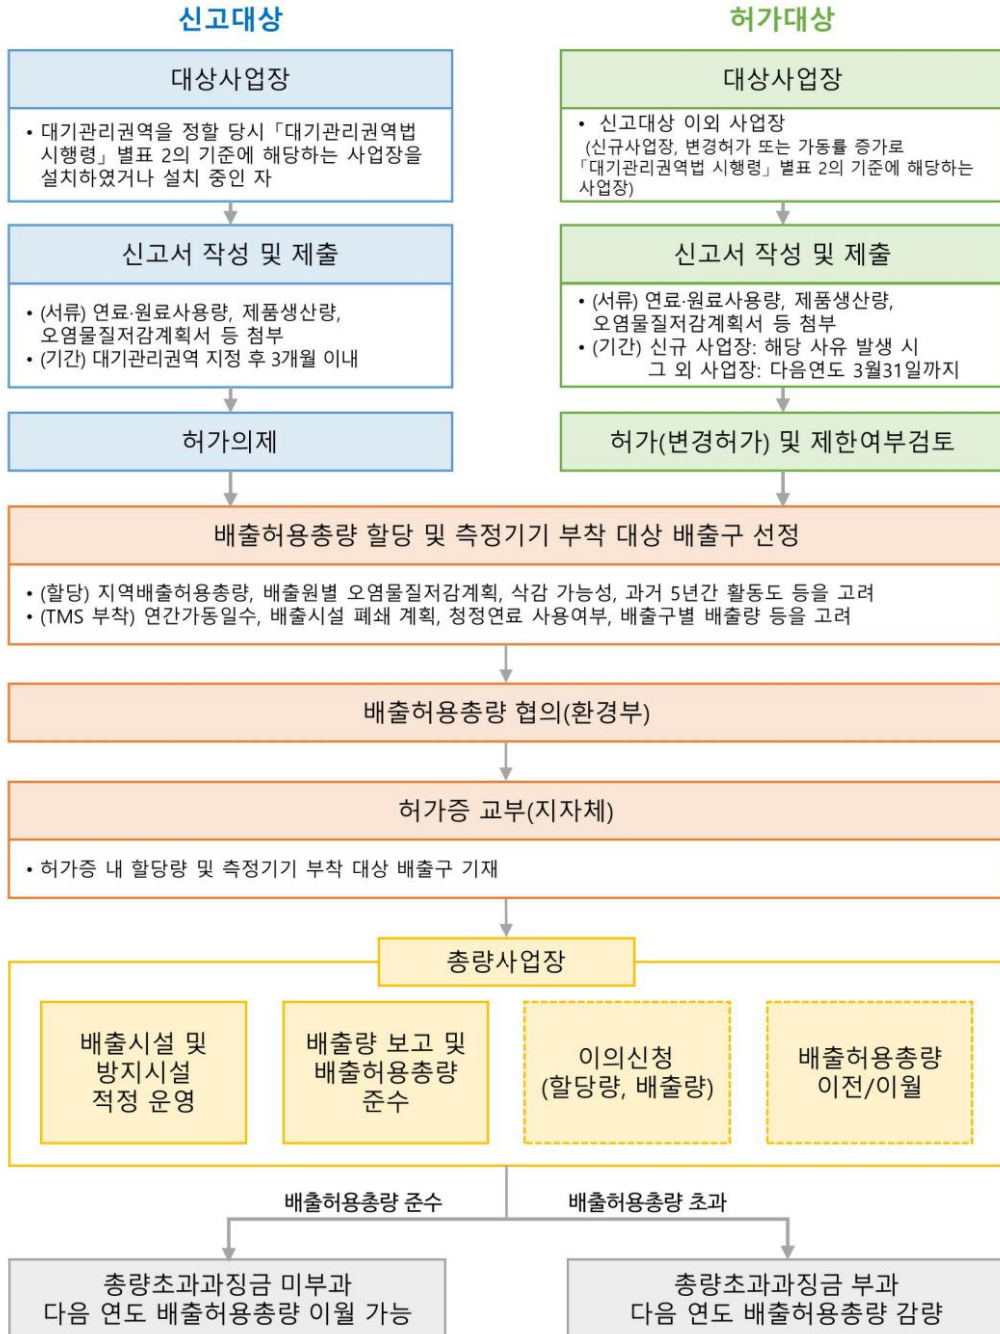 신고대상
대상사업장
• 대기관리권역을 정할 당시 「대기관리권역법
시행령」 별표 2의 기준에 해당하는 사업장을
설치하였거나 설치 중인 자
신고서 작성 및 제출
• (서류) 연료·원료사용량, 제품생산량,
오염물질저감계획서 등 첨부
• (기간) 대기관리권역 지정 후 3개월 이내
허가의제
허가대상
대상사업장
• 신고대상 이외 사업장
(신규사업장, 변경허가 또는 가동률 증가로
「대기관리권역법 시행령」 별표 2의 기준에 해당하는
사업장)
신고서 작성 및 제출
• (서류) 연료·원료사용량, 제품생산량,
오염물질저감계획서 등 첨부
• (기간) 신규 사업장: 해당 사유 발생 시
그 외 사업장: 다음연도 3월31일까지
허가(변경허가) 및 제한여부검토
배출허용총량 할당 및 측정기기 부착 대상 배출구 선정
• (할당) 지역배출허용총량, 배출원별 오염물질저감계획, 삭감 가능성, 과거 5년간 활동도 등을 고려
• (TMS 부착) 연간가동일수, 배출시설 폐쇄 계획, 청정연료 사용여부, 배출구별 배출량 등을 고려
배출허용총량 협의(환경부)
허가증 교부(지자체)
• 허가증 내 할당량 및 측정기기 부착 대상 배출구 기재
총량사업장
배출시설 및
방지시설
적정 운영
배출량 보고 및
배출허용총량
준수
이의신청
(할당량, 배출량)
배출허용총량
이전/이월
배출허용총량 준수
배출허용총량 초과
총량초과과징금 미부과
다음 연도 배출허용총량 이월 가능
총량초과과징금 부과
다음 연도 배출허용총량 감량